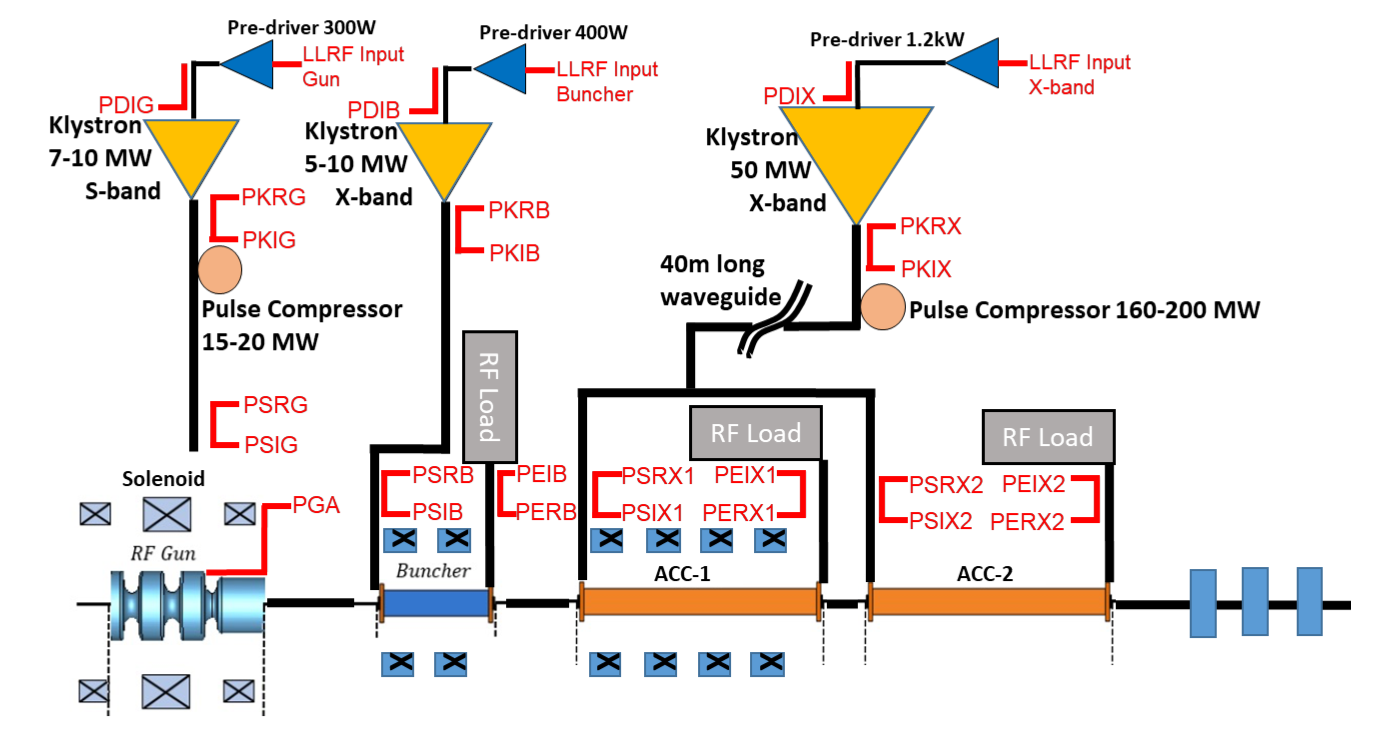 Pre-driver 300W
LLRF Input
Gun
PDIG
Klystron
7-10 MW
S-band
PKRG
PKIG
Pulse Compressor
15-20 MW
PSRG
PSIG
Solenoid
PGA
RF Gun
Pre-driver 400W
LLRF Input
Buncher
PDIB
Klystron
5-10 MW
X-band
PKRB
PKIB
RF Load
PSRB
PSIB
PEIB
PERB
Buncher
Pre-driver 1.2kW
LLRF Input
X-band
PDIX
Klystron
50 MW
X-band
PKRX
PKIX
40m long
waveguide
Pulse Compressor 160-200 MW
RF Load
PSRX1
PEIX1
PSIX1
PERX1
ACC-1
RF Load
PSRX2
PEIX2
PSIX2
PERX2
ACC-2